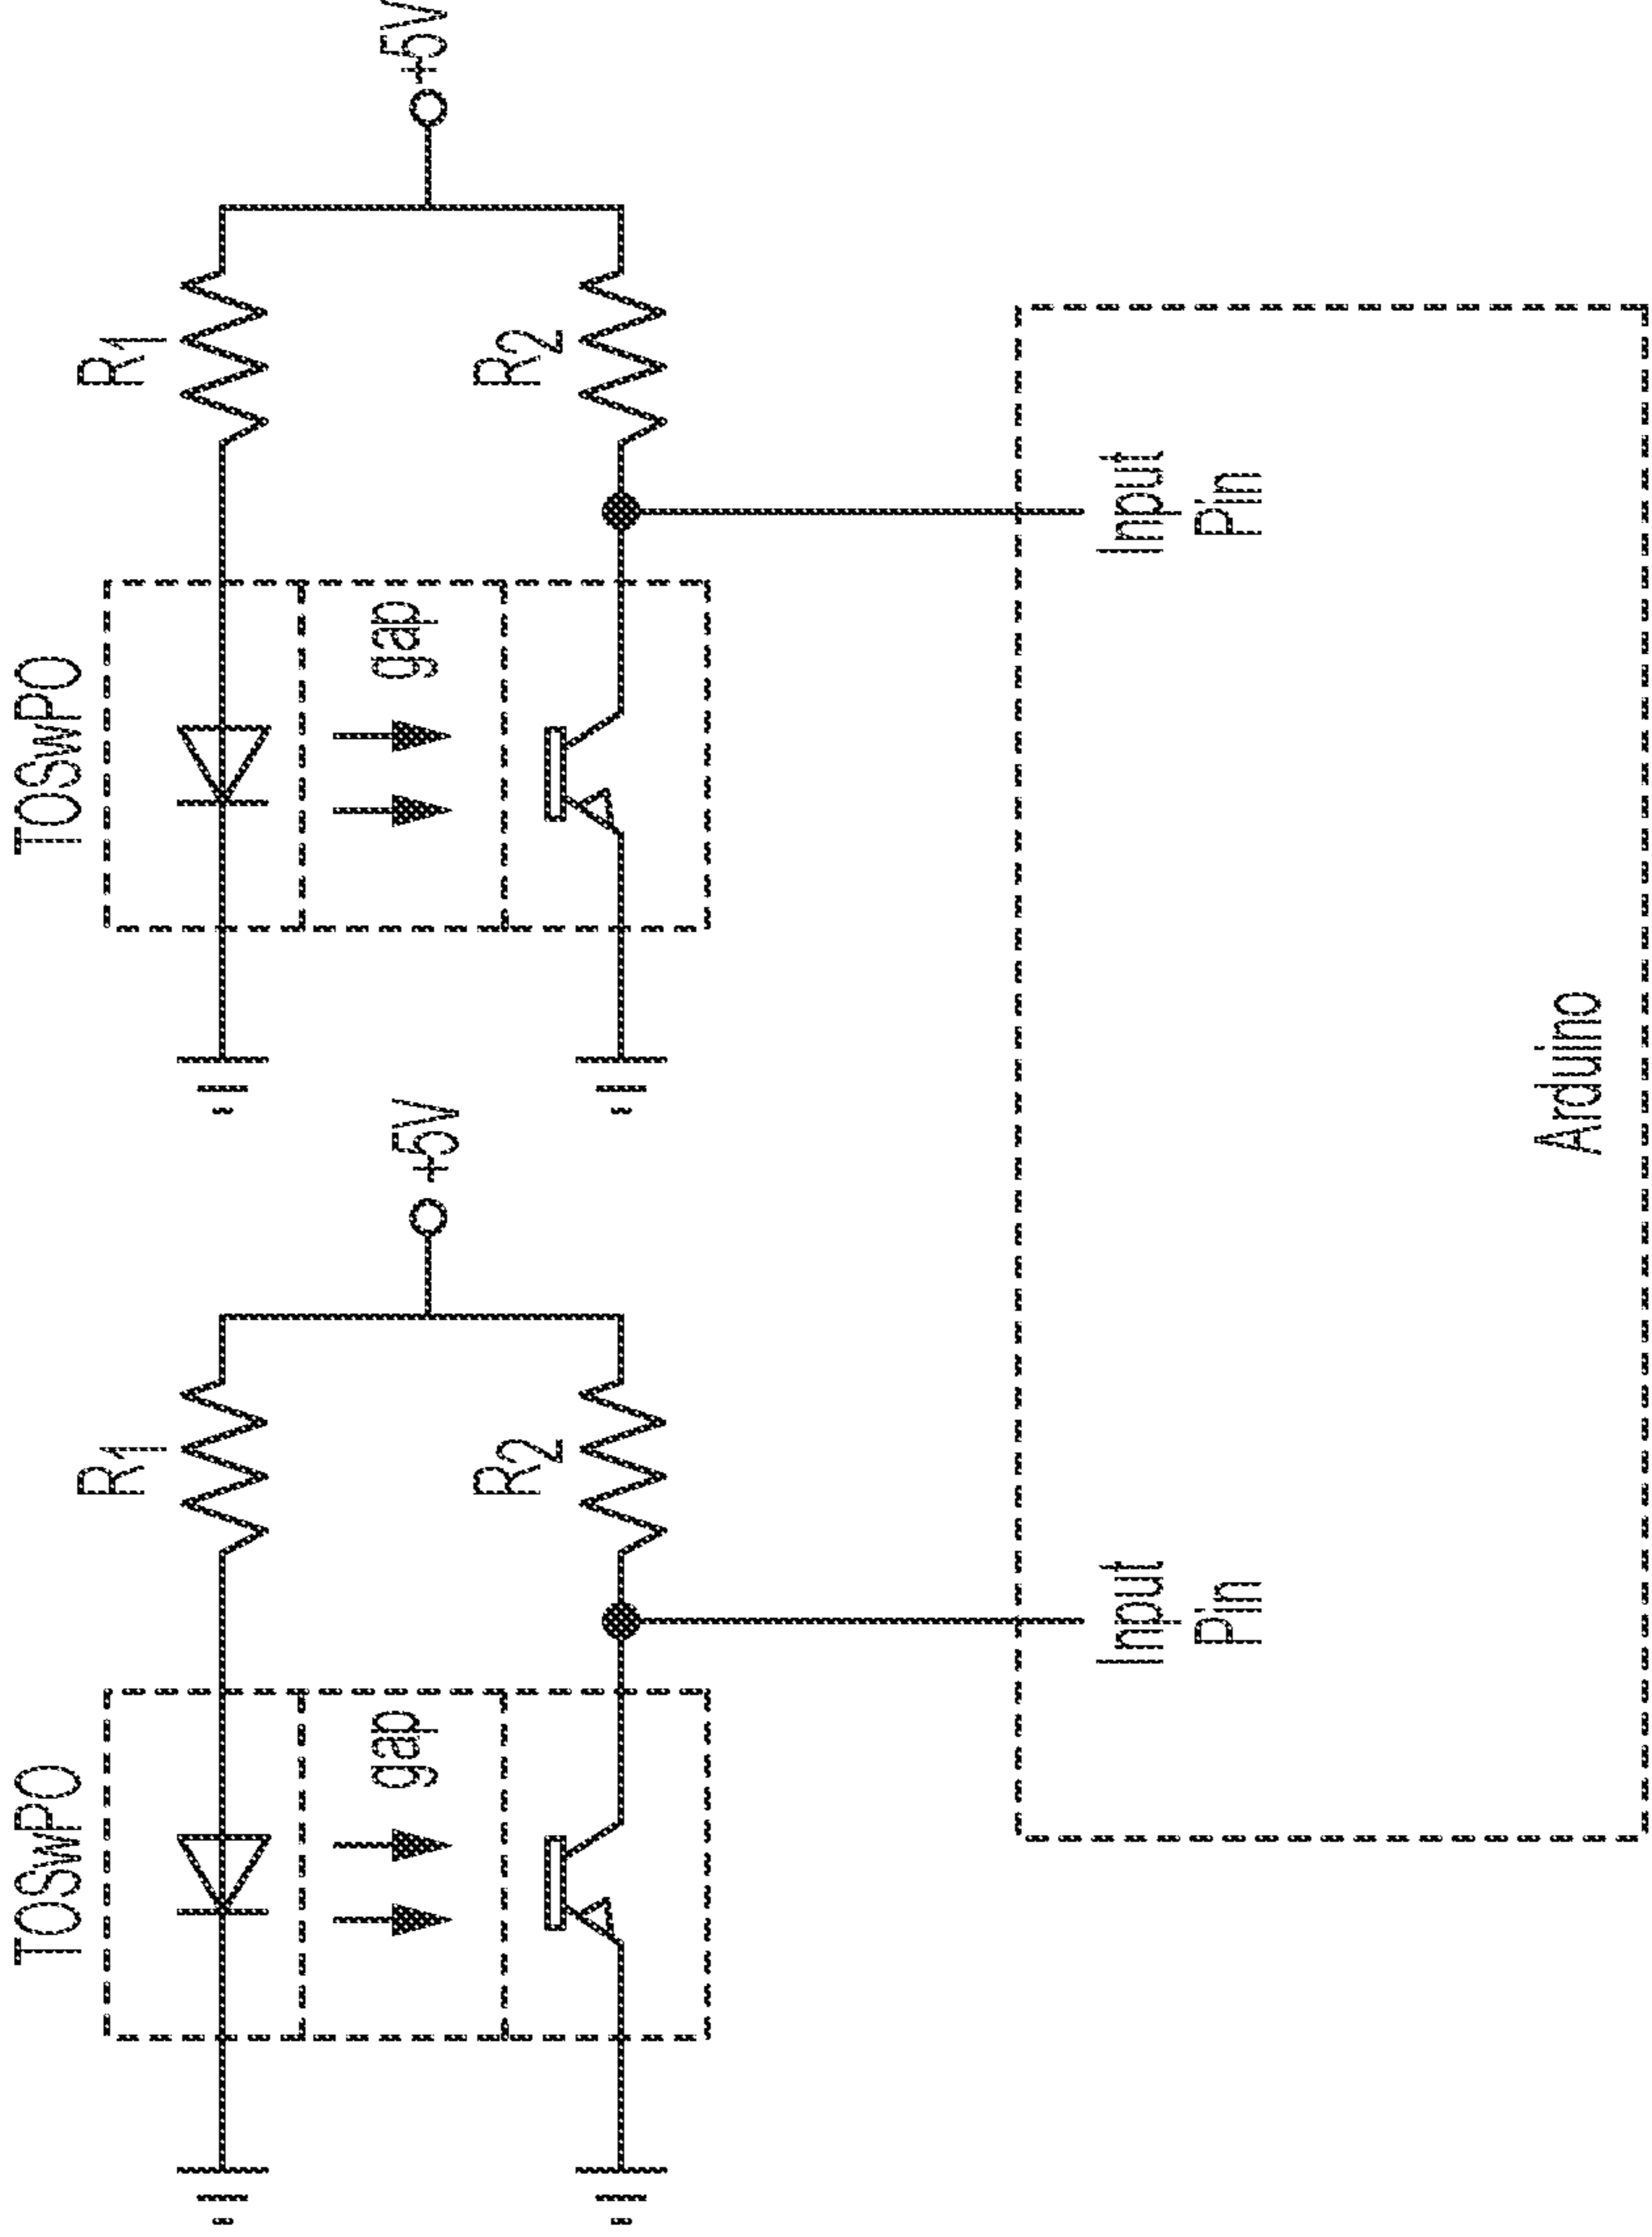 TOSwPO
R1
+5V
gap
R2
Input
Pin
TOSwPO
R1
+5V
gap
R2
Input
Pin
Arduino